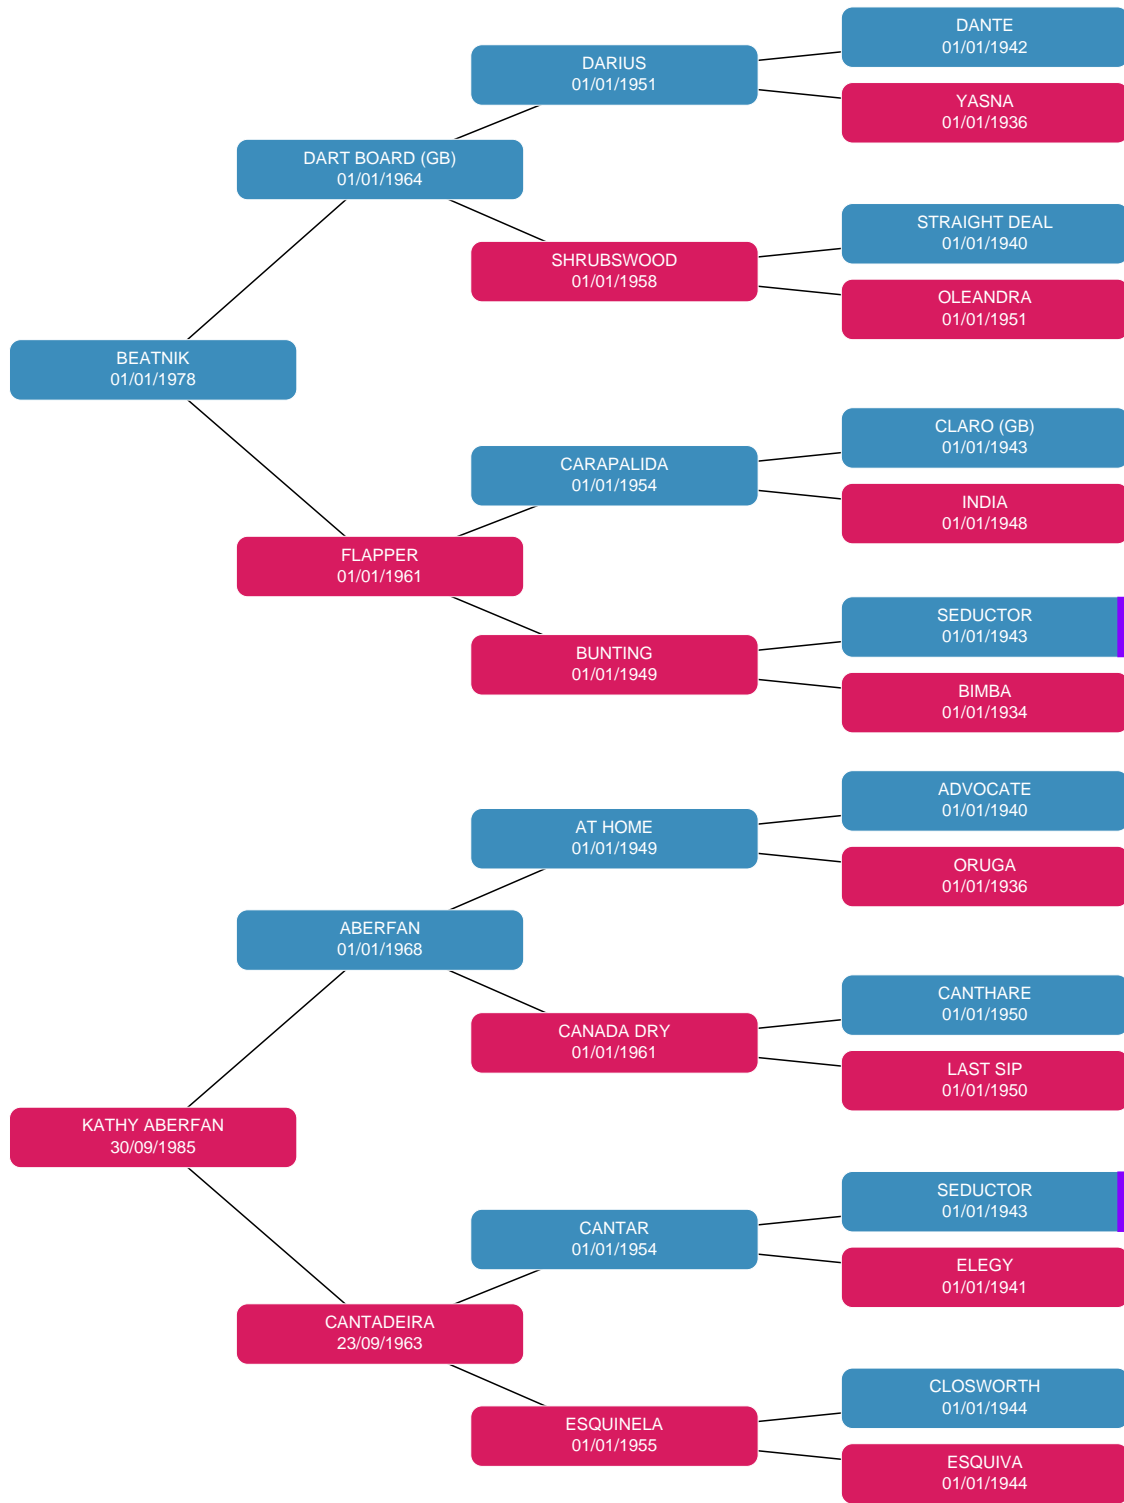 DANTE
01/01/1942
DARIUS
01/01/1951
YASNA
01/01/1936
DART BOARD (GB)
01/01/1964
STRAIGHT DEAL
01/01/1940
SHRUBSWOOD
01/01/1958
OLEANDRA
01/01/1951
BEATNIK
01/01/1978
CLARO (GB)
01/01/1943
CARAPALIDA
01/01/1954
INDIA
01/01/1948
FLAPPER
01/01/1961
SEDUCTOR
01/01/1943
BUNTING
01/01/1949
BIMBA
01/01/1934
ADVOCATE
01/01/1940
AT HOME
01/01/1949
ORUGA
01/01/1936
ABERFAN
01/01/1968
CANTHARE
01/01/1950
CANADA DRY
01/01/1961
LAST SIP
01/01/1950
KATHY ABERFAN
30/09/1985
SEDUCTOR
01/01/1943
CANTAR
01/01/1954
ELEGY
01/01/1941
CANTADEIRA
23/09/1963
CLOSWORTH
01/01/1944
ESQUINELA
01/01/1955
ESQUIVA
01/01/1944